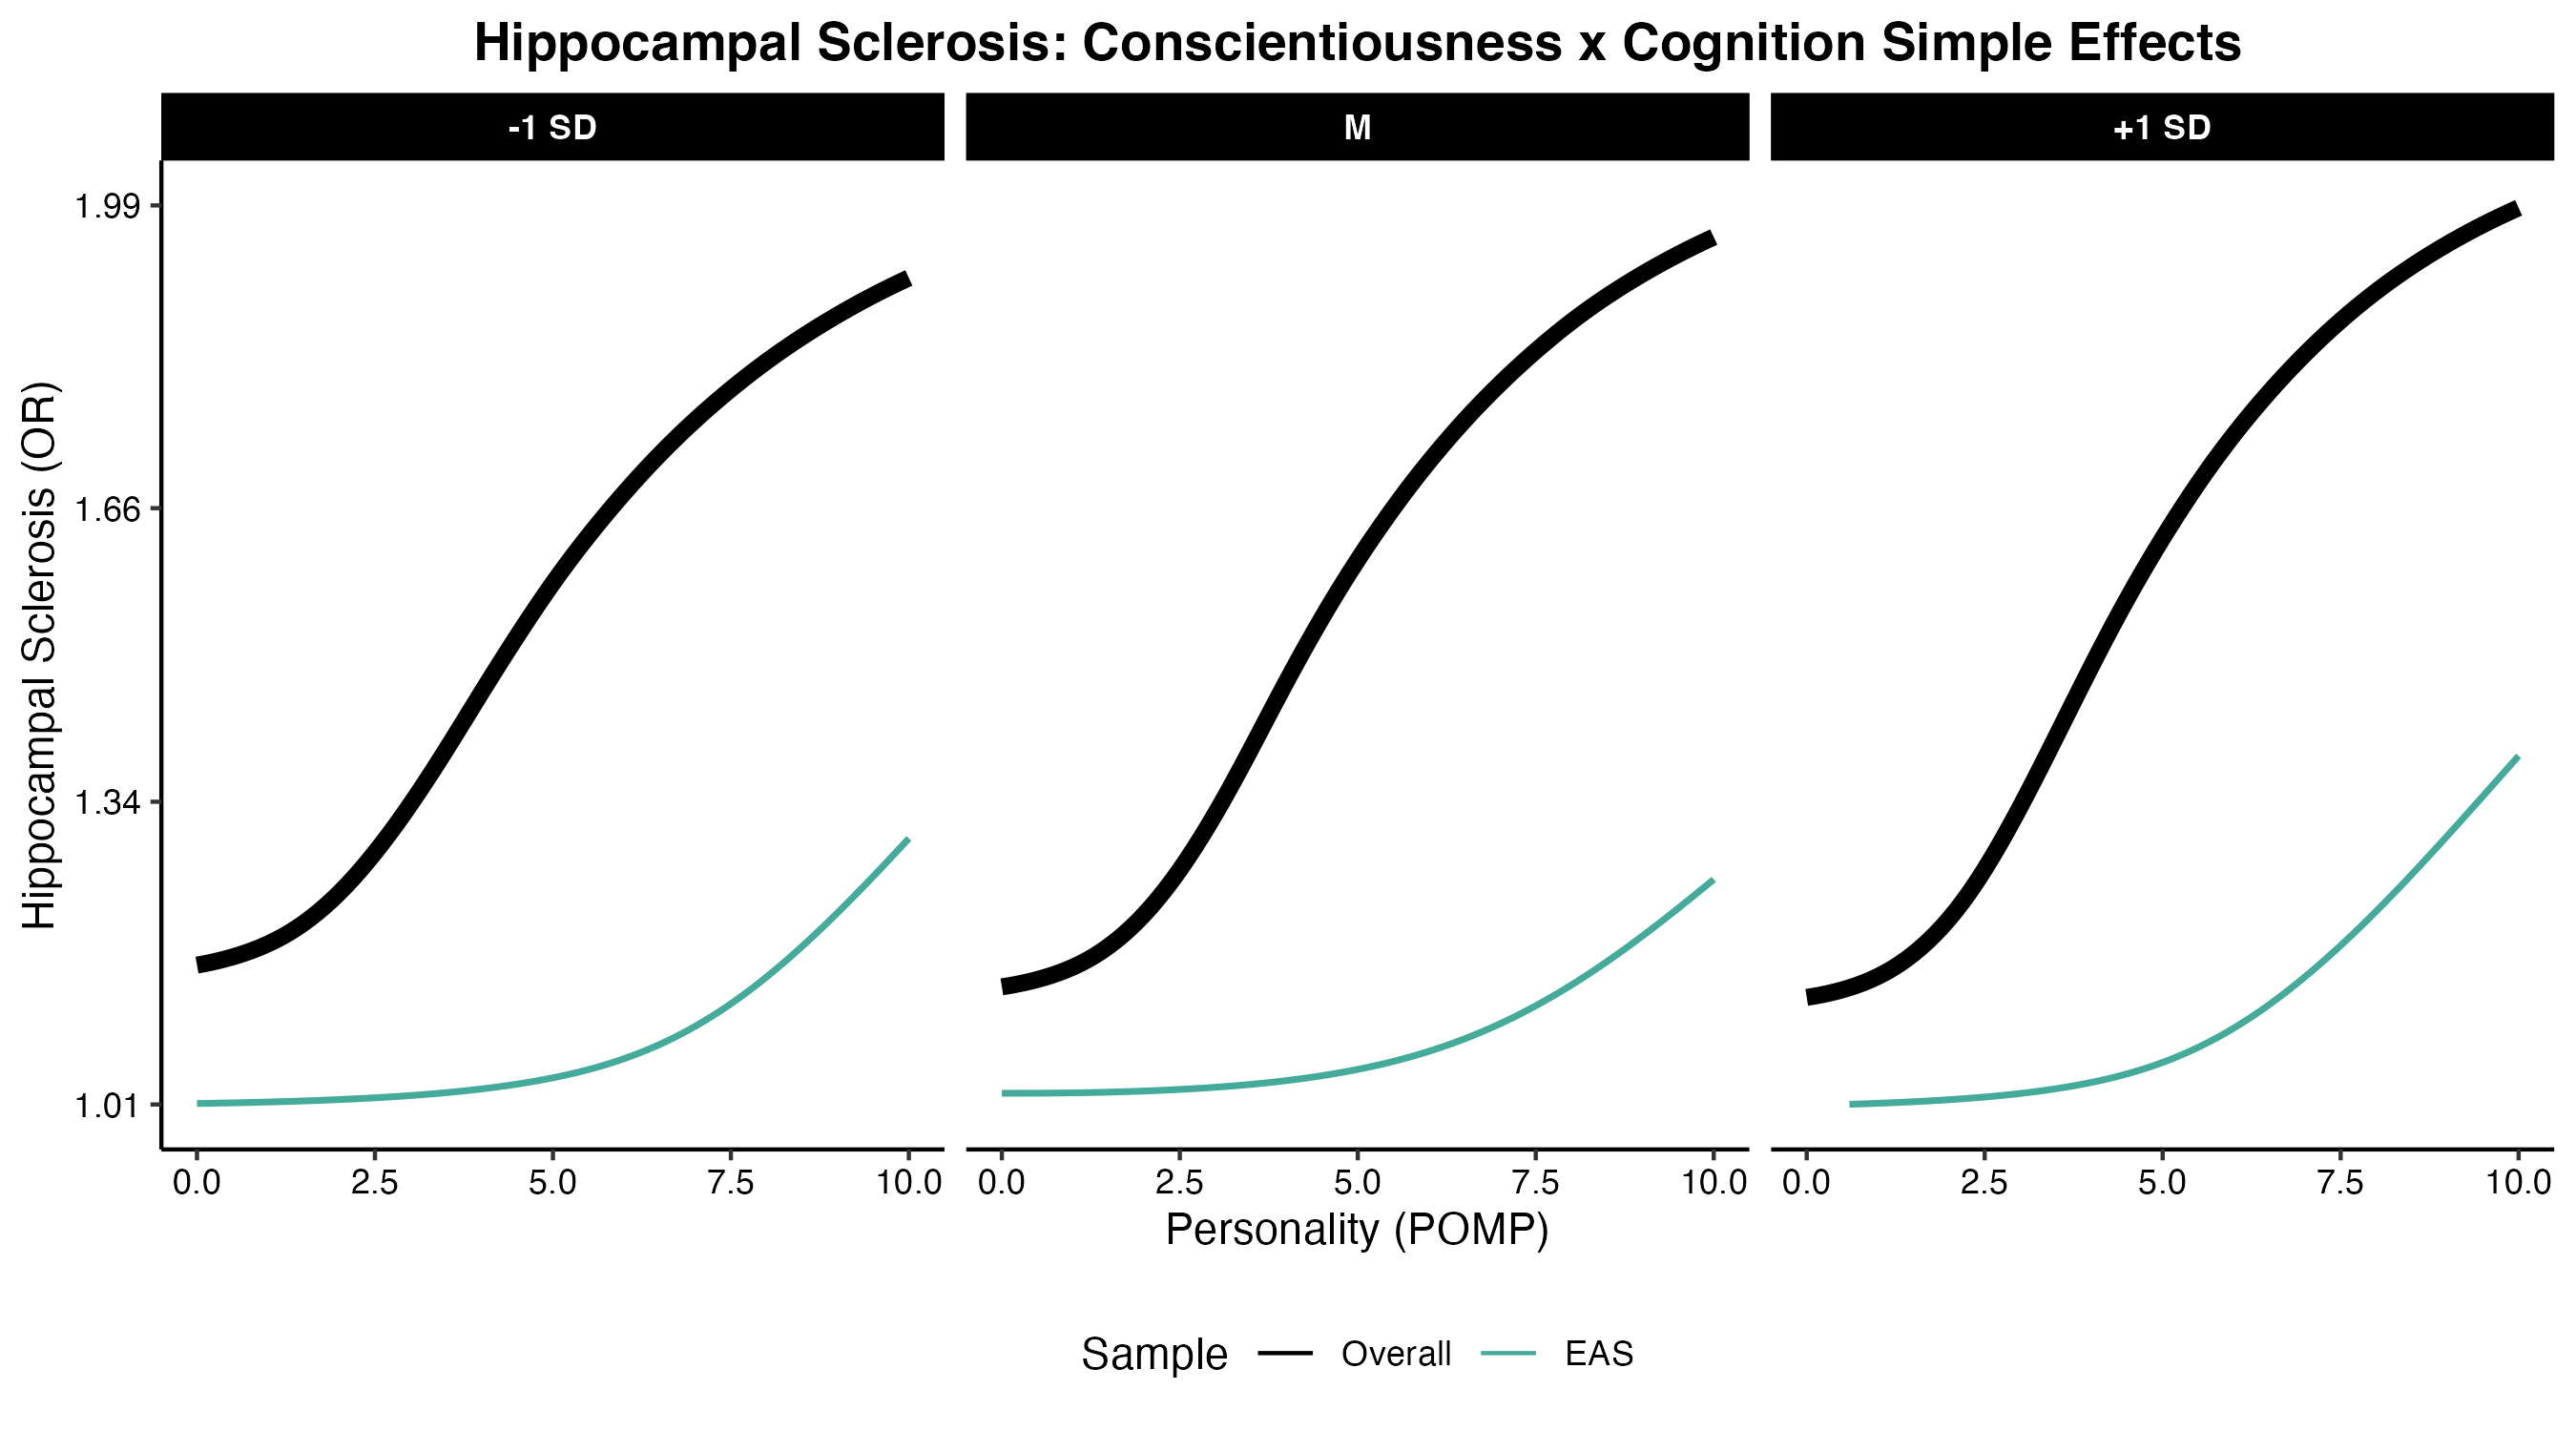 Hippocampal Sclerosis: Conscientiousness x Cognition Simple Effects
-1 SD
M
+1 SD
Hippocampal Sclerosis (OR)
1.99
1.66
1.34
1.01
0.0 2.5 5.0 7.5 10.0
0.0 2.5 5.0 7.5 10.0
0.0 2.5 5.0 7.5 10.0
Personality (POMP)
Sample Overall EAS